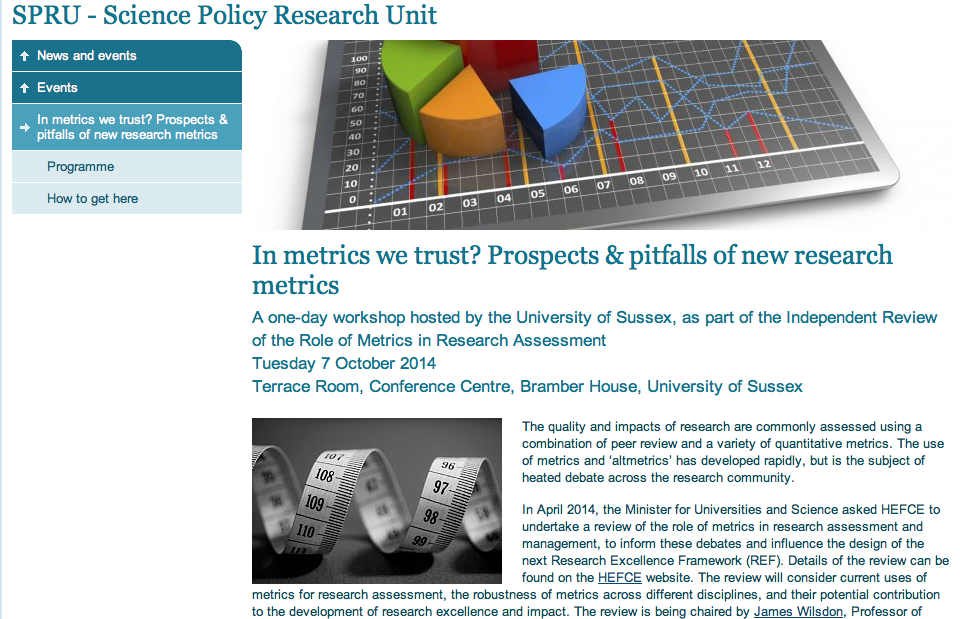 SPRU - Science Policy Research Unit
News and events
Events
In metrics we trust? Prospects &
pitfalls of new research metrics
Programme
How to get here
100
90
80
70
60
50
40
30
20
10
0
01 02 03 04 05 06 07 08 09 10 11 12
In metrics we trust? Prospects & pitfalls of new research
metrics
A one-day workshop hosted by the University of Sussex, as part of the Independent Review
of the Role of Metrics in Research Assessment
Tuesday 7 October 2014
Terrace Room, Conference Centre, Bramber House, University of Sussex
107
108
109
110
96
97
98
99
The quality and impacts of research are commonly assessed using a
combination of peer review and a variety of quantitative metrics. The use
of metrics and 'altmetrics' has developed rapidly, but is the subject of
heated debate across the research community.
In April 2014, the Minister for Universities and Science asked HEFCE to
undertake a review of the role of metrics in research assessment and
management, to inform these debates and influence the design of the
next Research Excellence Framework (REF). Details of the review can be
found on the HEFCE website. The review will consider current uses of
metrics for research assessment, the robustness of metrics across different disciplines, and their potential contribution
to the development of research excellence and impact. The review is being chaired by James Wilsdon, Professor of